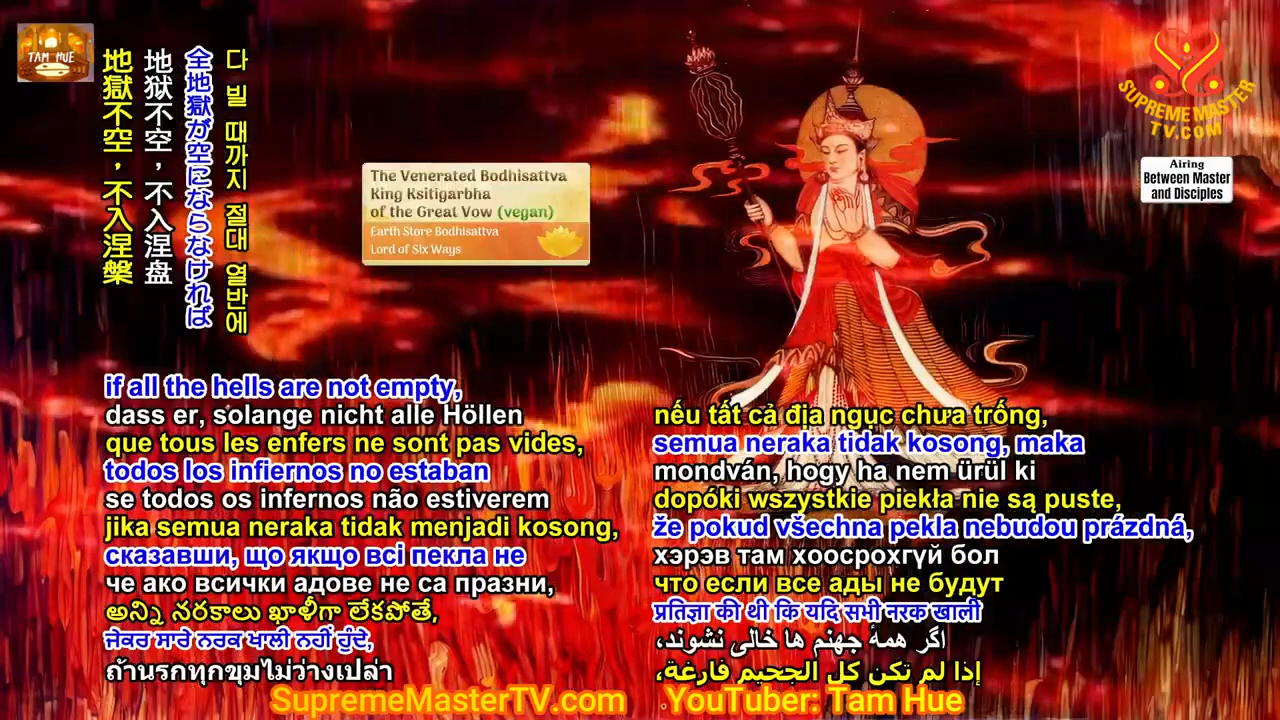 TAM HUE
地獄不空，不入涅槃
地狱不空，不入涅盘
全地獄が空にならなければ
다 빌 때까지 절대 열반에
The Venerated Bodhisattva
King Ksitigarbha
of the Great Vow (vegan)
Earth Store Bodhisattva
Lord of Six Ways
SUPREME MASTER
TV.COM
Airing
Between Master
and Disciples
if all the hells are not empty,
dass er, solange nicht alle Höllen
que tous les enfers ne sont pas vides,
todos los infiernos no estaban
se todos os infernos não estiverem
jika semua neraka tidak menjadi kosong,
сказавши, що якщо всі пекла не
че ако всички адове не са празни,
అన్ని నరకాలు ఖాళీగా లేకపోతే,
ਜੇਕਰ ਸਾਰੇ ਨਰਕ ਖਾਲੀ ਨਹੀਂ ਹੁੰਦੇ,
ถ้านรกทุกขุมไม่ว่างเปล่า
nếu tất cả địa ngục chưa trống,
semua neraka tidak kosong, maka
mondván, hogy ha nem ürül ki
dopóki wszystkie piekła nie są puste,
že pokud všechna pekla nebudou prázdná,
хэрэв там хоосрохгүй бол
что если все ады не будут
प्रतिज्ञा की थी कि यदि सभी नरक खाली
اگر همهٔ جهنم ها خالی نشوند،
إذا لم تكن كل الجحيم فارغة،
SupremeMasterTV.com
YouTuber: Tam Hue